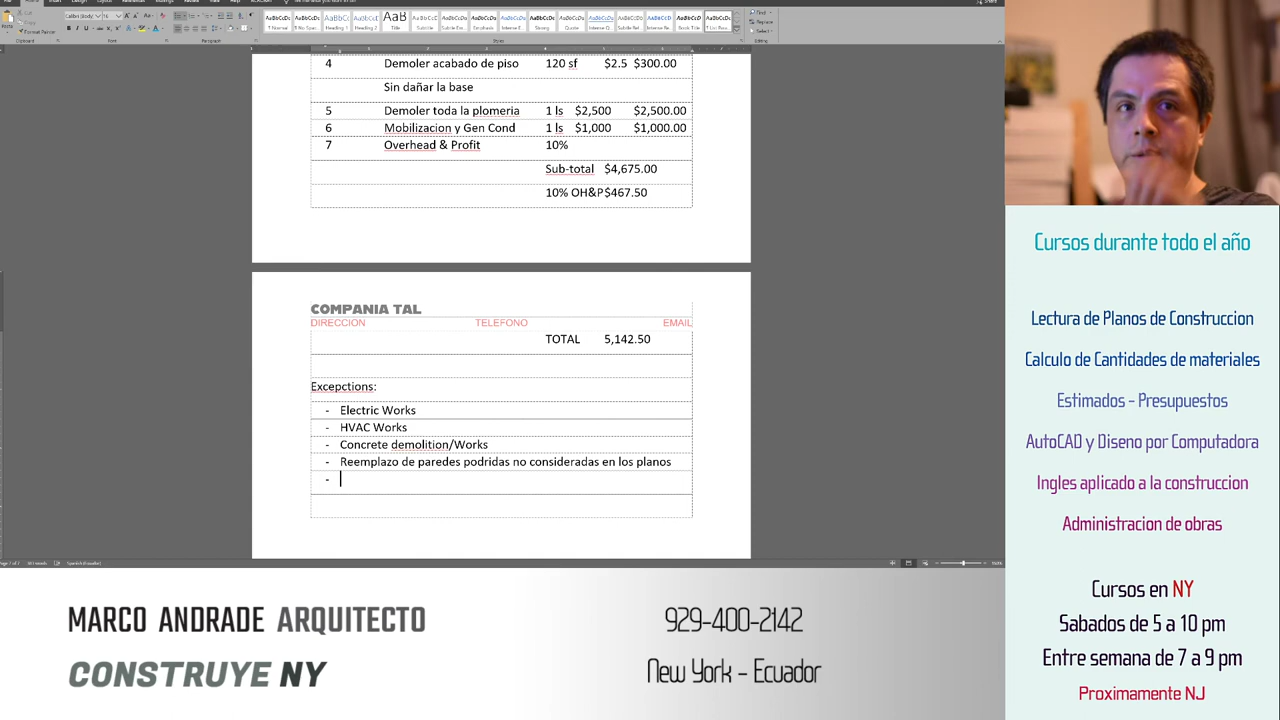 4 Demoler acabado de piso 120 sf $2.5 $300.00
Sin dañar la base
5 Demoler toda la plomeria 1 ls $2,500 $2,500.00
6 Mobilizacion y Gen Cond 1 ls $1,000 $1,000.00
7 Overhead & Profit 10%
Sub-total $4,675.00
10% OH&P $467.50
COMPANIA TAL
DIRECCION TELEFONO EMAIL
TOTAL 5,142.50
Excepctions:
- Electric Works
- HVAC Works
- Concrete demolition/Works
- Reemplazo de paredes podridas no consideradas en los planos
-
Cursos durante todo el año
Lectura de Planos de Construccion
Calculo de Cantidades de materiales
Estimados - Presupuestos
AutoCAD y Diseno por Computadora
Ingles aplicado a la construccion
Administracion de obras
Cursos en NY
Sabados de 5 a 10 pm
Entre semana de 7 a 9 pm
Proximamente NJ
MARCO ANDRADE ARQUITECTO
CONSTRUYE NY
929-400-2142
New York - Ecuador